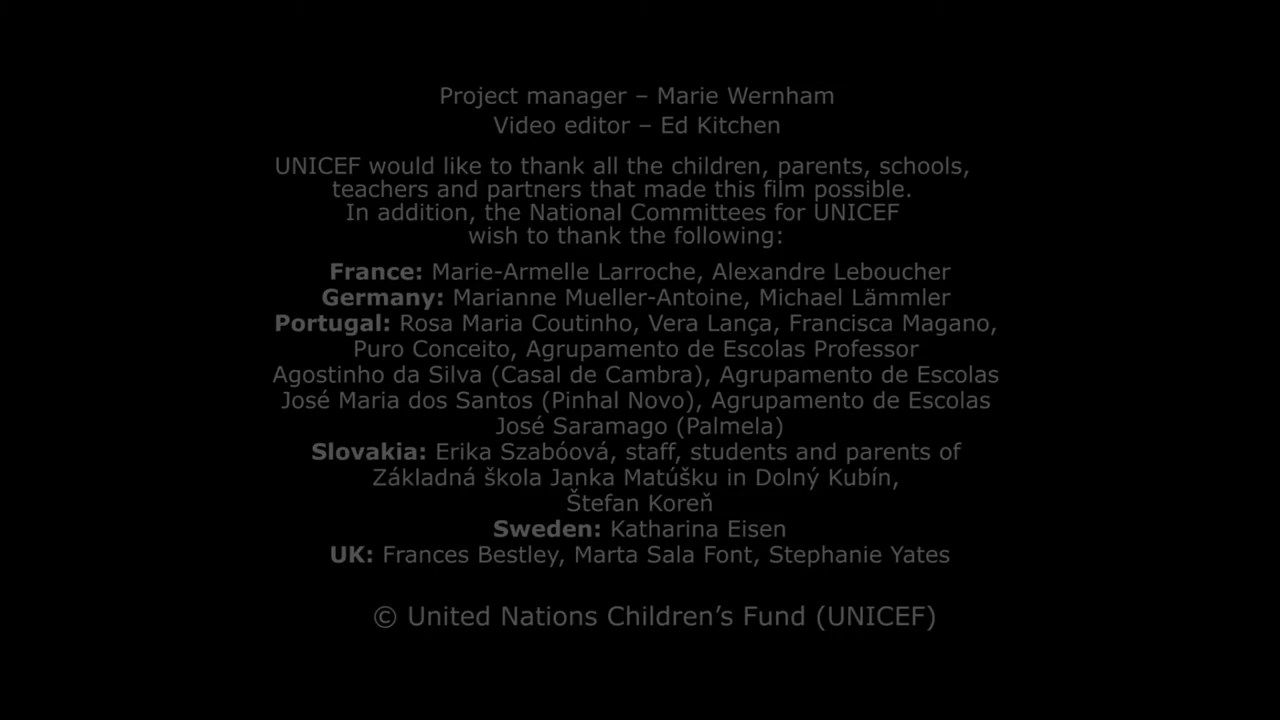 Project manager – Marie Wernham
Video editor – Ed Kitchen
UNICEF would like to thank all the children, parents, schools,
teachers and partners that made this film possible.
In addition, the National Committees for UNICEF
wish to thank the following:
France: Marie-Armelle Larroche, Alexandre Leboucher
Germany: Marianne Mueller-Antoine, Michael Lämmler
Portugal: Rosa Maria Coutinho, Vera Lança, Francisca Magano,
Puro Conceito, Agrupamento de Escolas Professor
Agostinho da Silva (Casal de Cambra), Agrupamento de Escolas
José Maria dos Santos (Pinhal Novo), Agrupamento de Escolas
José Saramago (Palmela)
Slovakia: Erika Szabóová, staff, students and parents of
Základná škola Janka Matúšku in Dolný Kubín,
Štefan Koreň
Sweden: Katharina Eisen
UK: Frances Bestley, Marta Sala Font, Stephanie Yates
© United Nations Children’s Fund (UNICEF)